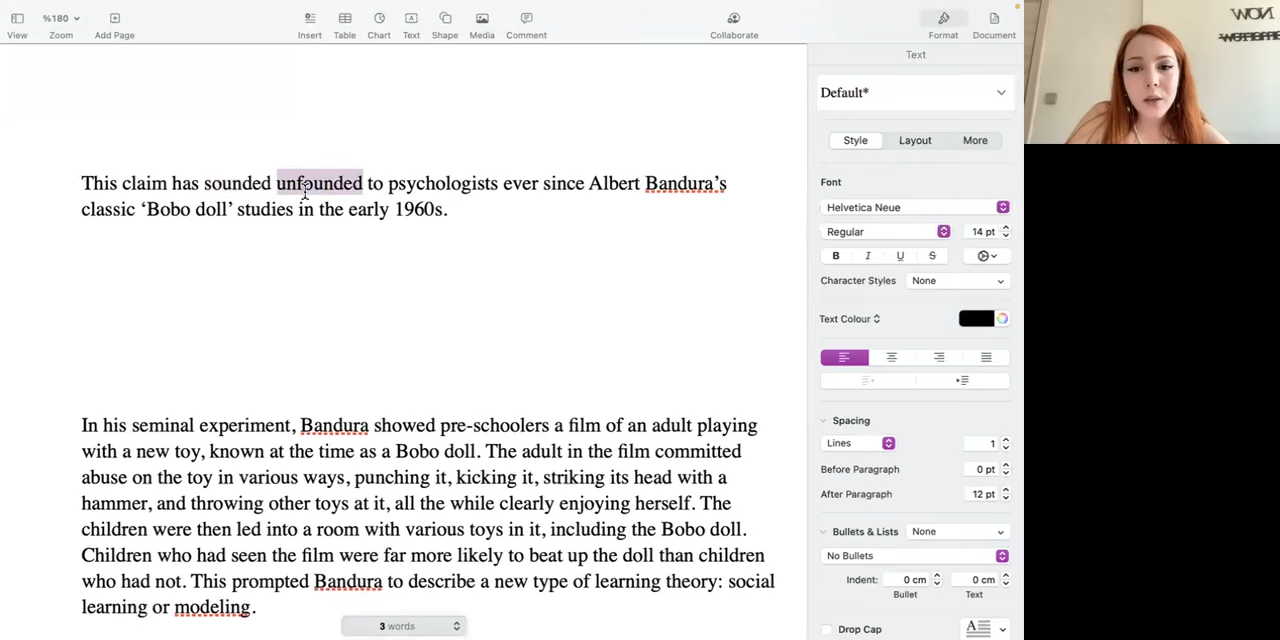 %180
View
Zoom
Add Page
Insert
Table
Chart
Text
Shape
Media
Comment
Collaborate
Format
Document
Text
This claim has sounded unfounded to psychologists ever since Albert Bandura’s
classic ‘Bobo doll’ studies in the early 1960s.
In his seminal experiment, Bandura showed pre-schoolers a film of an adult playing
with a new toy, known at the time as a Bobo doll. The adult in the film committed
abuse on the toy in various ways, punching it, kicking it, striking its head with a
hammer, and throwing other toys at it, all the while clearly enjoying herself. The
children were then led into a room with various toys in it, including the Bobo doll.
Children who had seen the film were far more likely to beat up the doll than children
who had not. This prompted Bandura to describe a new type of learning theory: social
learning or modeling.
3 words
Default*
Style Layout More
Font
Helvetica Neue
Regular 14 pt
B I U S
Character Styles None
Text Colour
Spacing
Lines 1
Before Paragraph 0 pt
After Paragraph 12 pt
Bullets & Lists None
No Bullets
Indent: 0 cm 0 cm
Bullet Text
Drop Cap
A